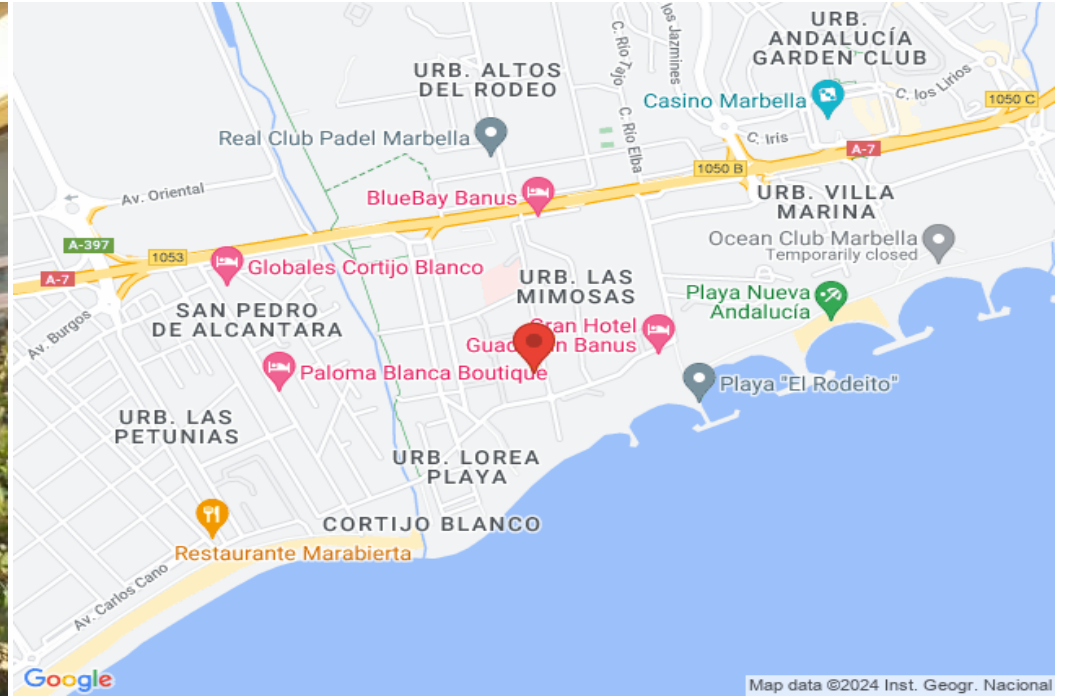 URB.
ANDALUCÍA
GARDEN CLUB
los Jazmines
C. Río Tajo
URB. ALTOS
DEL RODEO
C. los Lirios
Casino Marbella
1050 C
Real Club Padel Marbella
C. Río Elba
C. Iris
A-7
1050 B
Av. Oriental
BlueBay Banus
URB. VILLA
MARINA
A-397
1053
Ocean Club Marbella
Temporarily closed
A-7
Globales Cortijo Blanco
URB. LAS
MIMOSAS
Playa Nueva
Andalucía
SAN PEDRO
DE ALCANTARA
Av. Burgos
Gran Hotel
Banus
Paloma Blanca Boutique
Playa "El Rodeito"
URB. LAS
PETUNIAS
URB. LOREA
PLAYA
CORTIJO BLANCO
Restaurante Marabierta
Av. Carlos Cano
Google
Map data ©2024 Inst. Geogr. Nacional